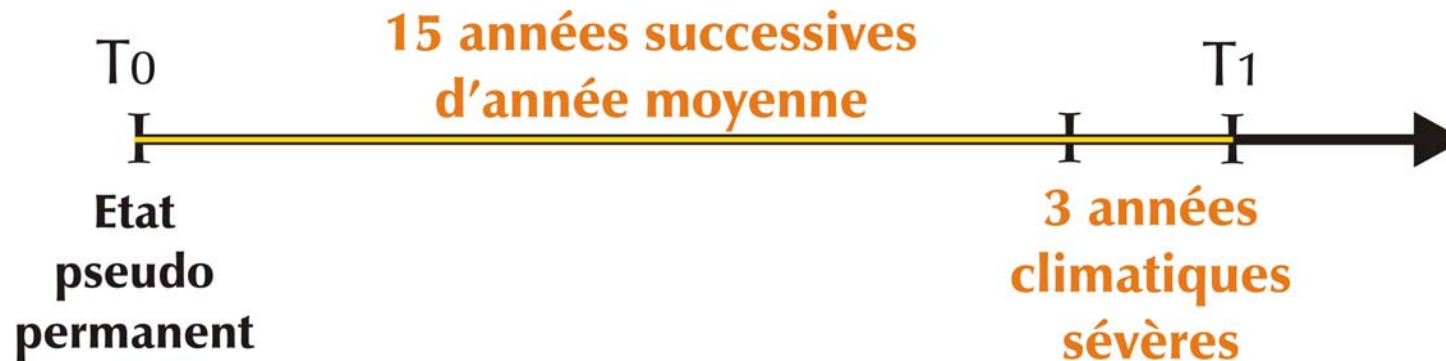 T0
15 années successives
d'année moyenne
T1
Etat
pseudo
permanent
3 années
climatiques
sévères